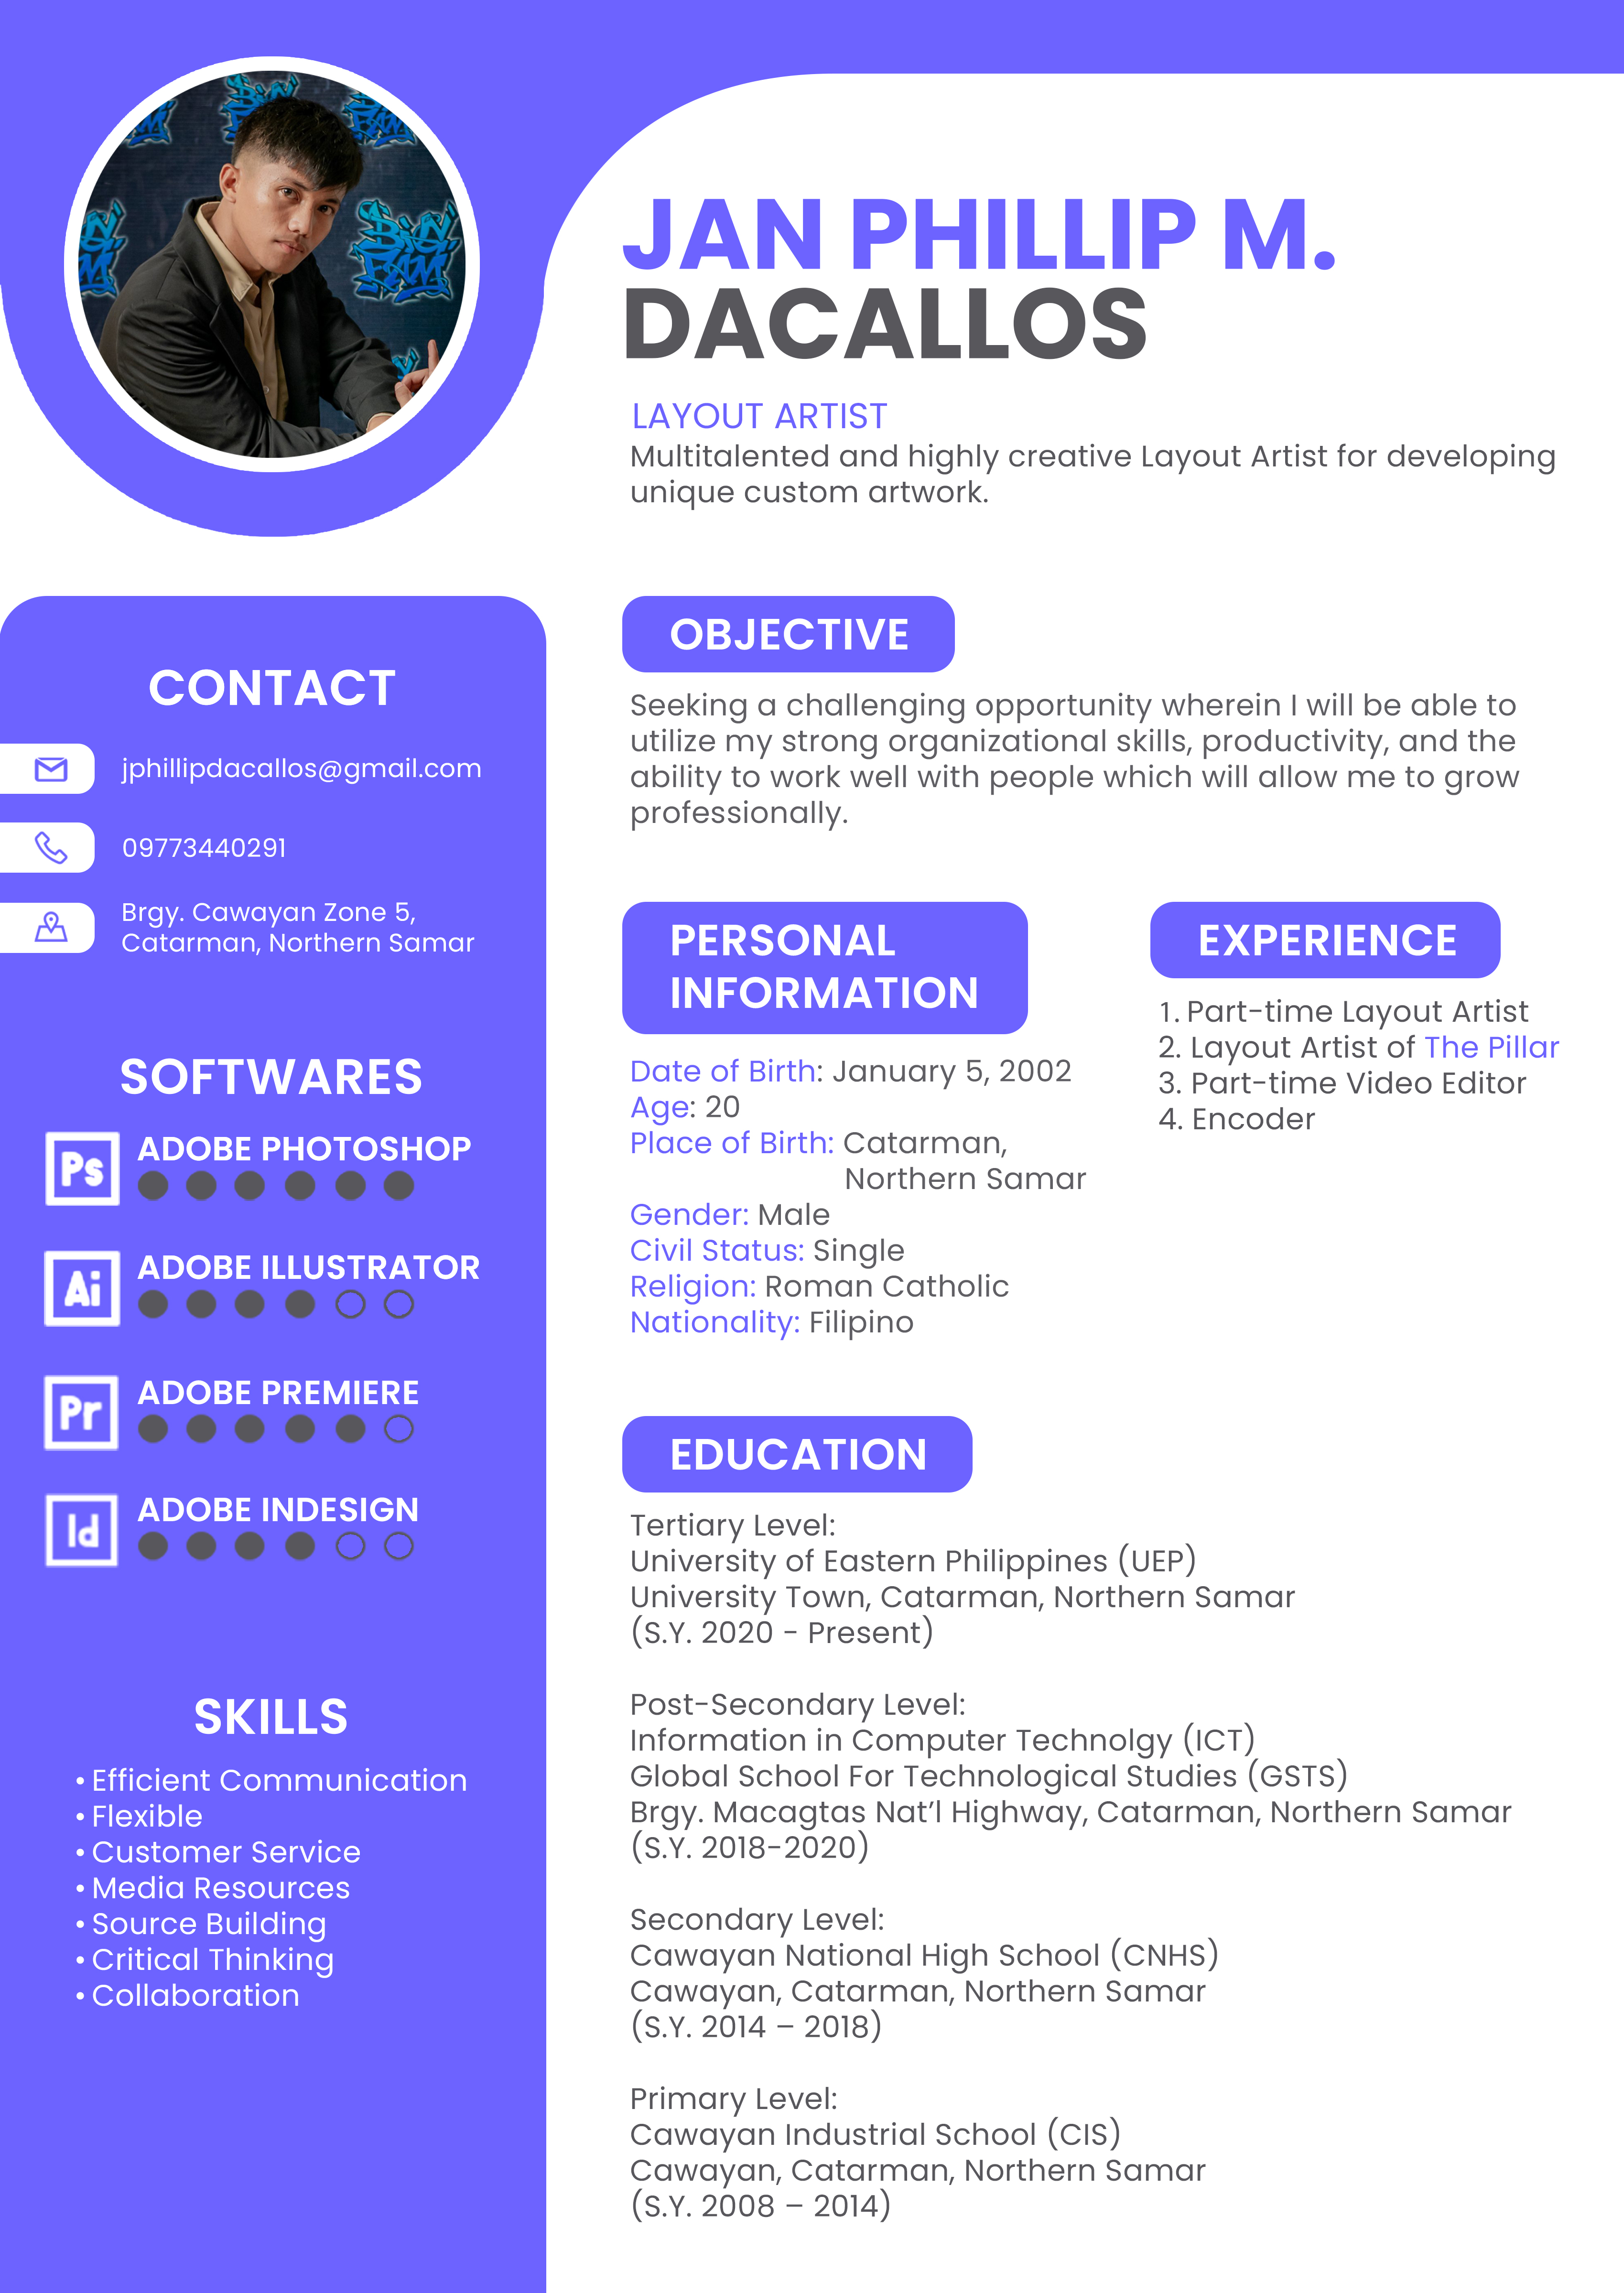 JAN PHILLIP M.
DACALLOS
LAYOUT ARTIST
Multitalented and highly creative Layout Artist for developing
unique custom artwork.
CONTACT
jphillipdacallos@gmail.com
09773440291
Brgy. Cawayan Zone 5,
Catarman, Northern Samar
SOFTWARES
Ps
ADOBE PHOTOSHOP
Ai
ADOBE ILLUSTRATOR
Pr
ADOBE PREMIERE
Id
ADOBE INDESIGN
SKILLS
• Efficient Communication
• Flexible
• Customer Service
• Media Resources
• Source Building
• Critical Thinking
• Collaboration
OBJECTIVE
Seeking a challenging opportunity wherein I will be able to
utilize my strong organizational skills, productivity, and the
ability to work well with people which will allow me to grow
professionally.
PERSONAL
INFORMATION
Date of Birth: January 5, 2002
Age: 20
Place of Birth: Catarman,
Northern Samar
Gender: Male
Civil Status: Single
Religion: Roman Catholic
Nationality: Filipino
EXPERIENCE
1. Part-time Layout Artist
2. Layout Artist of The Pillar
3. Part-time Video Editor
4. Encoder
EDUCATION
Tertiary Level:
University of Eastern Philippines (UEP)
University Town, Catarman, Northern Samar
(S.Y. 2020 - Present)
Post-Secondary Level:
Information in Computer Technolgy (ICT)
Global School For Technological Studies (GSTS)
Brgy. Macagtas Nat’l Highway, Catarman, Northern Samar
(S.Y. 2018-2020)
Secondary Level:
Cawayan National High School (CNHS)
Cawayan, Catarman, Northern Samar
(S.Y. 2014 – 2018)
Primary Level:
Cawayan Industrial School (CIS)
Cawayan, Catarman, Northern Samar
(S.Y. 2008 – 2014)